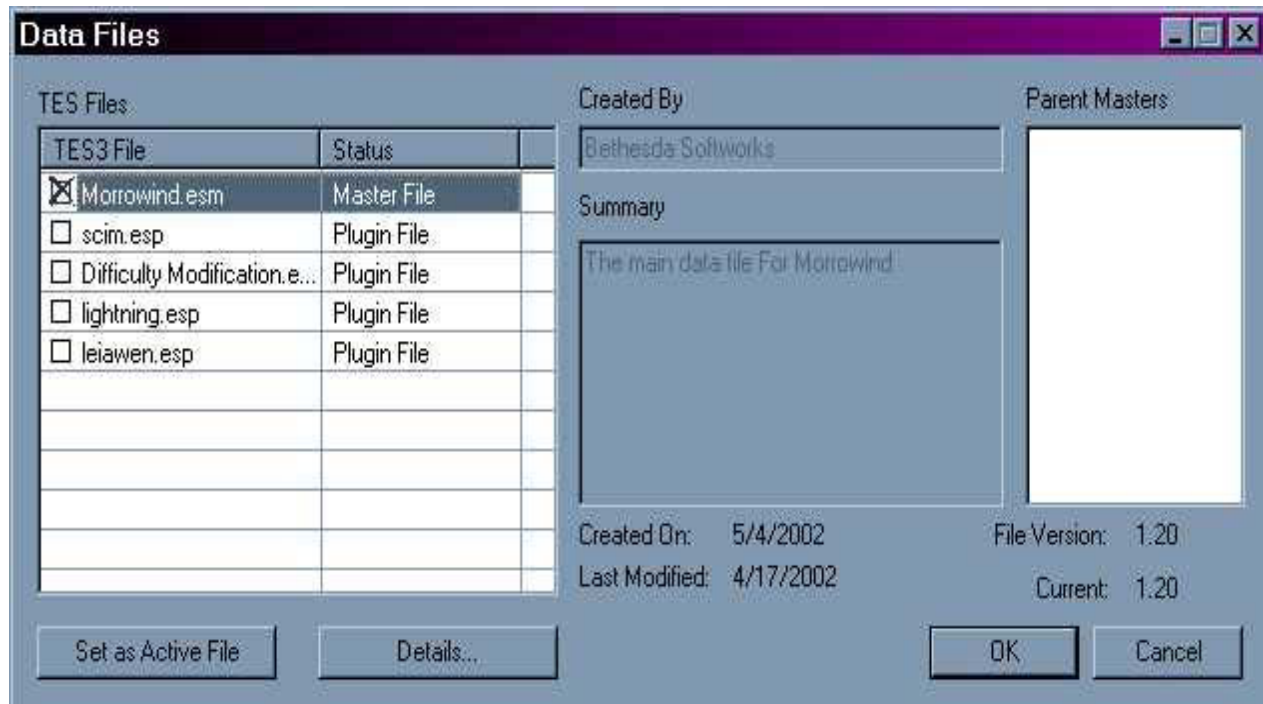 Data Files
TES Files
TES3 File Status
Morrowind.esm Master File
scim.esp Plugin File
Difficulty Modification.e... Plugin File
lightning.esp Plugin File
leiawen.esp Plugin File
Set as Active File Details...
Created By
Bethesda Softworks
Summary
The main data file For Morrowind
Created On: 5/4/2002
Last Modified: 4/17/2002
Parent Masters
File Version: 1.20
Current: 1.20
OK Cancel